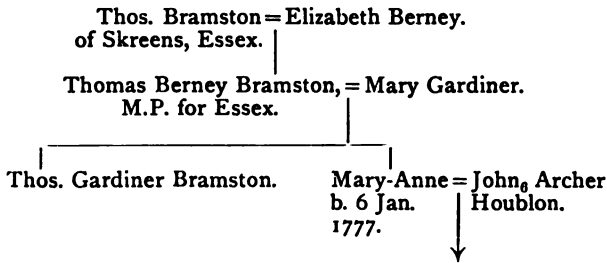 Thos. Bramston = Elizabeth Berney.
of Skreens, Essex.
Thomas Berney Bramston, = Mary Gardiner.
M.P. for Essex.
Thos. Gardiner Bramston. Mary-Anne = John₆ Archer
b. 6 Jan. Houblon.
1777.